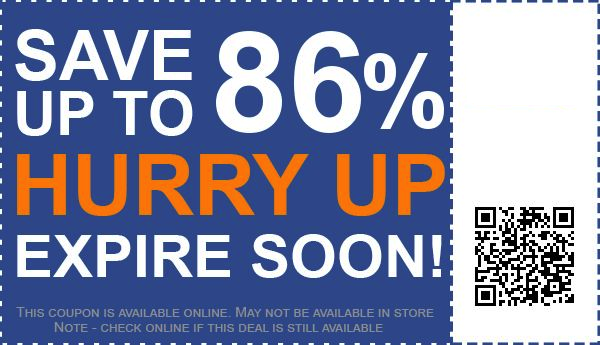 SAVE
UP TO 86%
HURRY UP
EXPIRE SOON!
THIS COUPON IS AVAILABLE ONLINE. MAY NOT BE AVAILABLE IN STORE
NOTE - CHECK ONLINE IF THIS DEAL IS STILL AVAILABLE